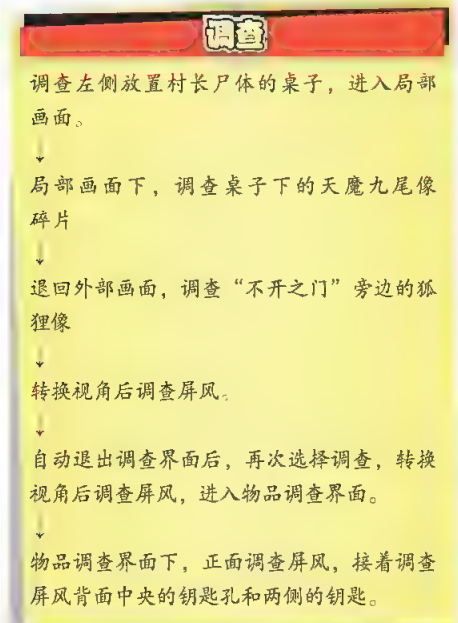 调查
调查左侧放置村长尸体的桌子，进入局部
画面。
↓
局部画面下，调查桌子下的天魔九尾像
碎片
↓
退回外部画面，调查“不开之门”旁边的狐
狸像
↓
转换视角后调查屏风。
↓
自动退出调查界面后，再次选择调查，转换
视角后调查屏风，进入物品调查界面。
↓
物品调查界面下，正面调查屏风，接着调查
屏风背面中央的钥匙孔和两侧的钥匙。